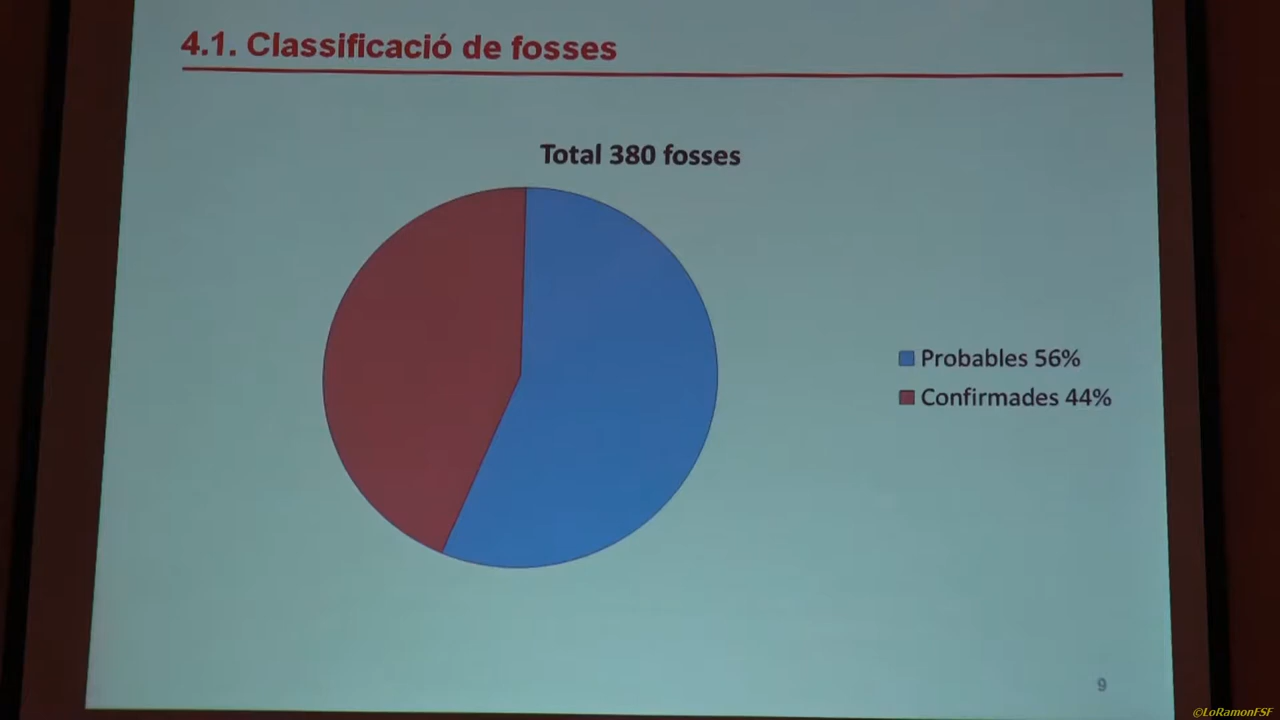 4.1. Classificació de fosses
Total 380 fosses
Probables 56%
Confirmades 44%
9
©LoRamonFSF